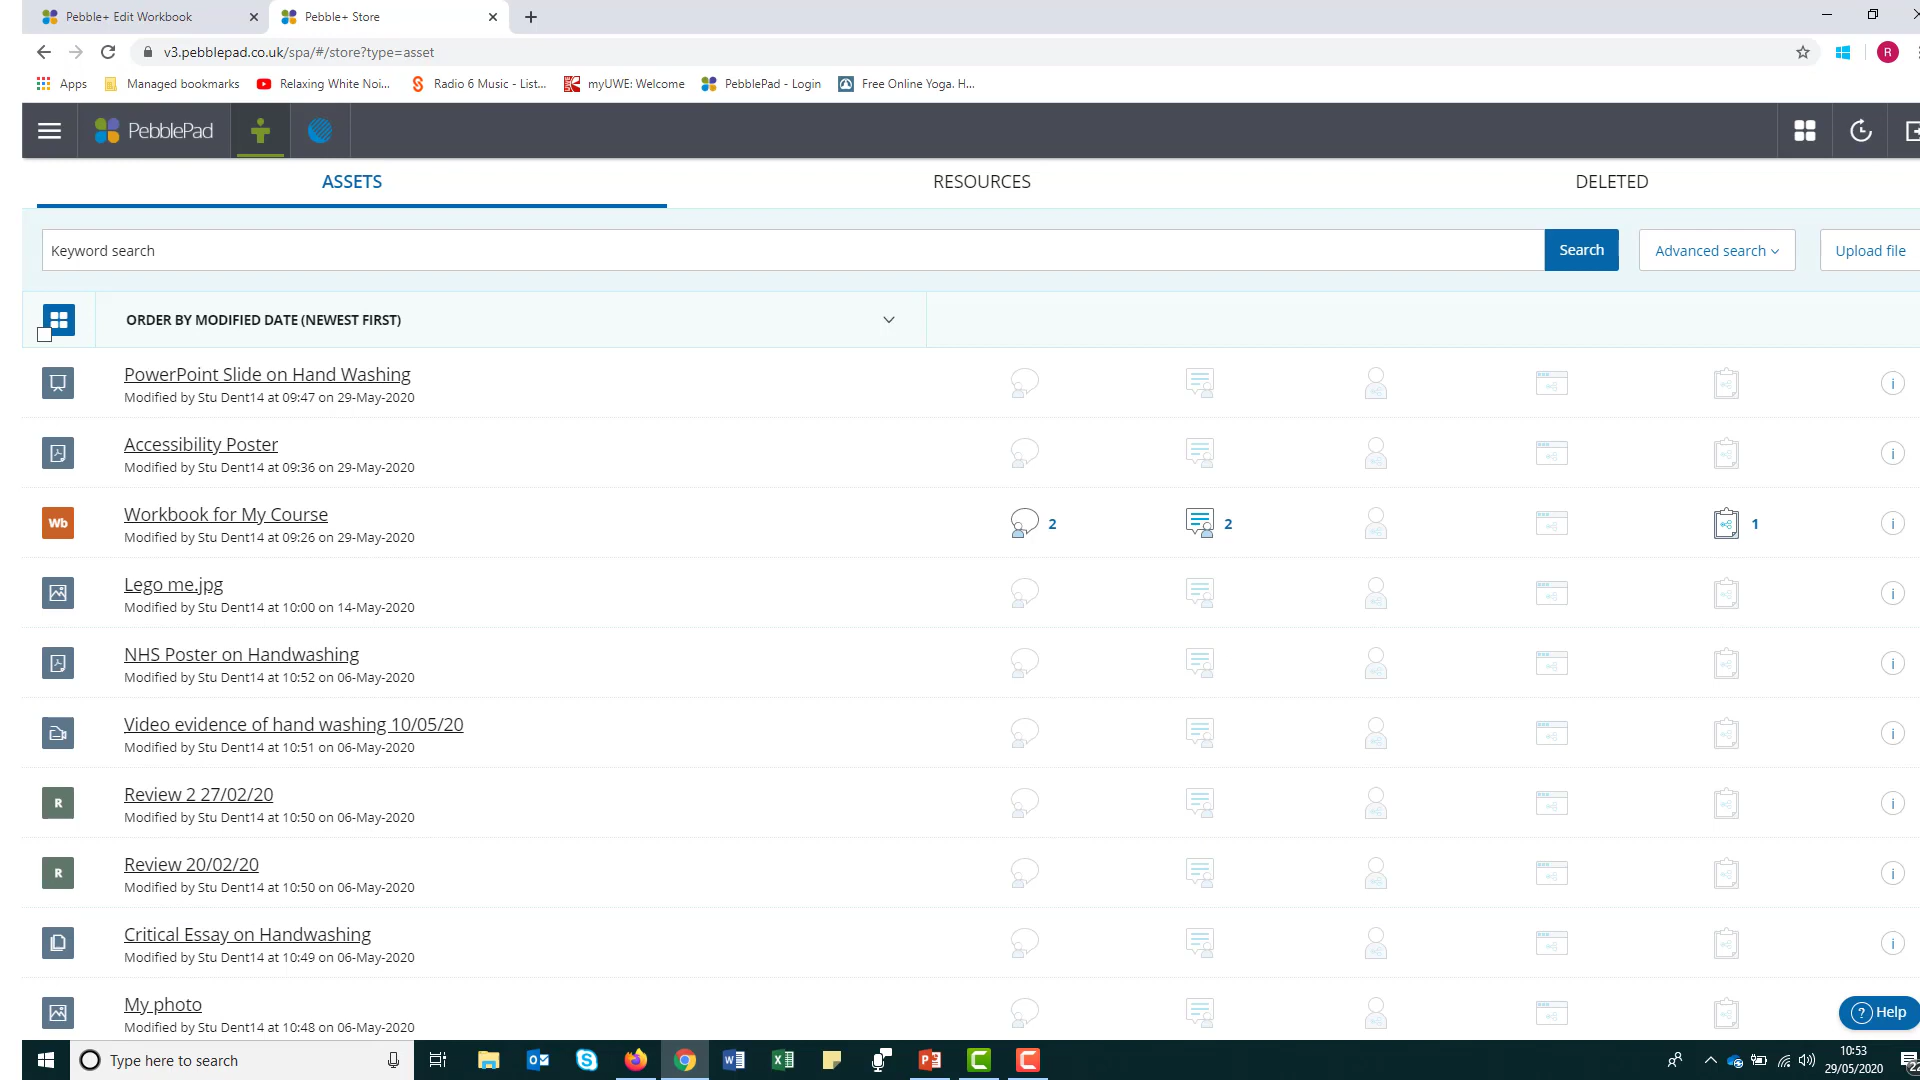 Pebble+ Edit Workbook
Pebble+ Store
v3.pebblepad.co.uk/spa/#/store?type=asset
R
Apps
Managed bookmarks
Relaxing White Noi...
Radio 6 Music - List...
myUWE: Welcome
PebblePad - Login
Free Online Yoga. H...
PebblePad
ASSETS
RESOURCES
DELETED
Keyword search
Search
Advanced search
Upload file
ORDER BY MODIFIED DATE (NEWEST FIRST)
PowerPoint Slide on Hand Washing
Modified by Stu Dent14 at 09:47 on 29-May-2020
i
Accessibility Poster
Modified by Stu Dent14 at 09:36 on 29-May-2020
i
Wb
Workbook for My Course
Modified by Stu Dent14 at 09:26 on 29-May-2020
2
2
1
i
Lego me.jpg
Modified by Stu Dent14 at 10:00 on 14-May-2020
i
NHS Poster on Handwashing
Modified by Stu Dent14 at 10:52 on 06-May-2020
i
Video evidence of hand washing 10/05/20
Modified by Stu Dent14 at 10:51 on 06-May-2020
i
R
Review 2 27/02/20
Modified by Stu Dent14 at 10:50 on 06-May-2020
i
R
Review 20/02/20
Modified by Stu Dent14 at 10:50 on 06-May-2020
i
Critical Essay on Handwashing
Modified by Stu Dent14 at 10:49 on 06-May-2020
i
My photo
Modified by Stu Dent14 at 10:48 on 06-May-2020
? Help
Type here to search
10:53
29/05/2020
22